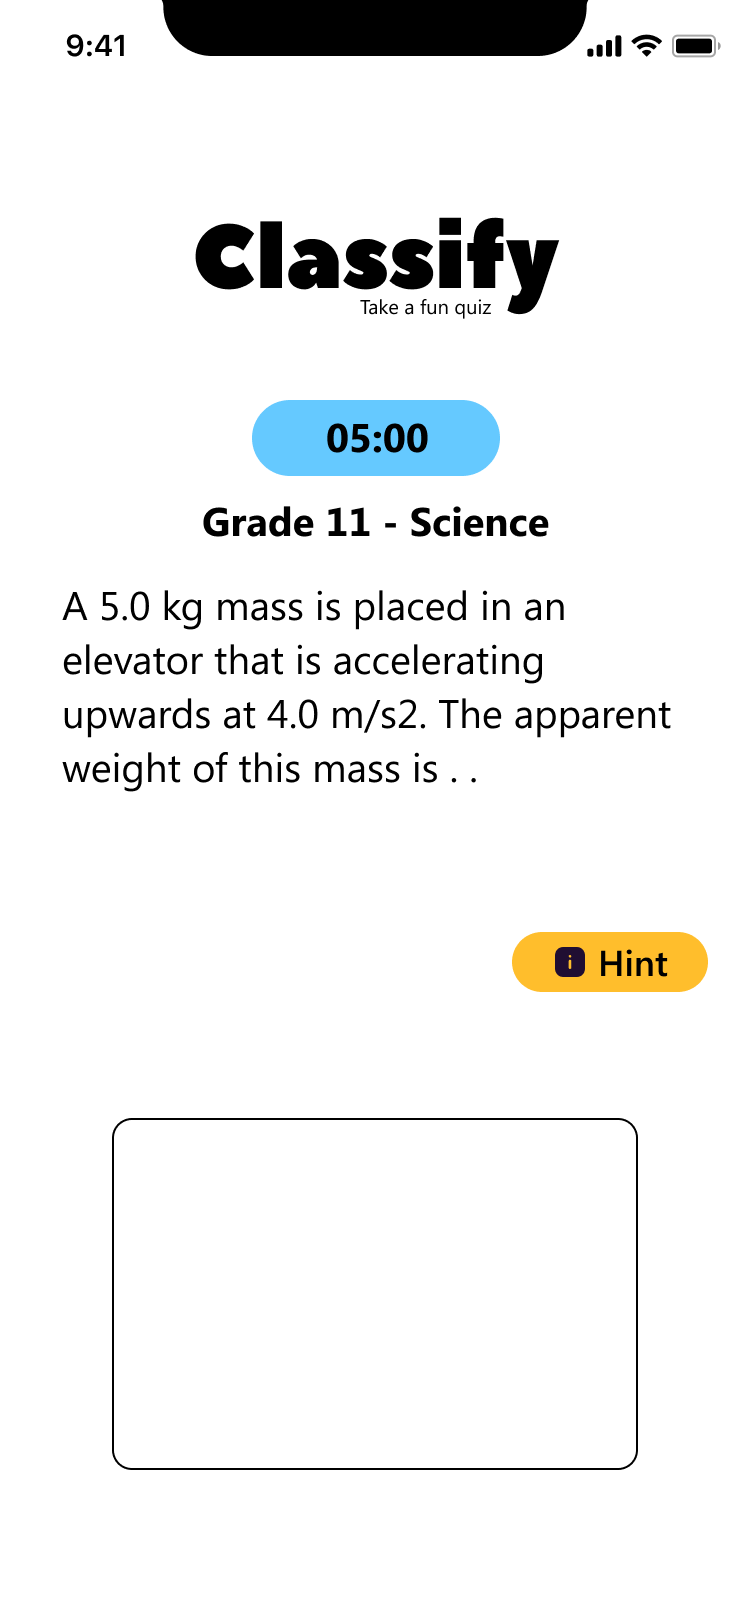 9:41
Classify
Take a fun quiz
05:00
Grade 11 - Science
A 5.0 kg mass is placed in an
elevator that is accelerating
upwards at 4.0 m/s2. The apparent
weight of this mass is . .
i Hint